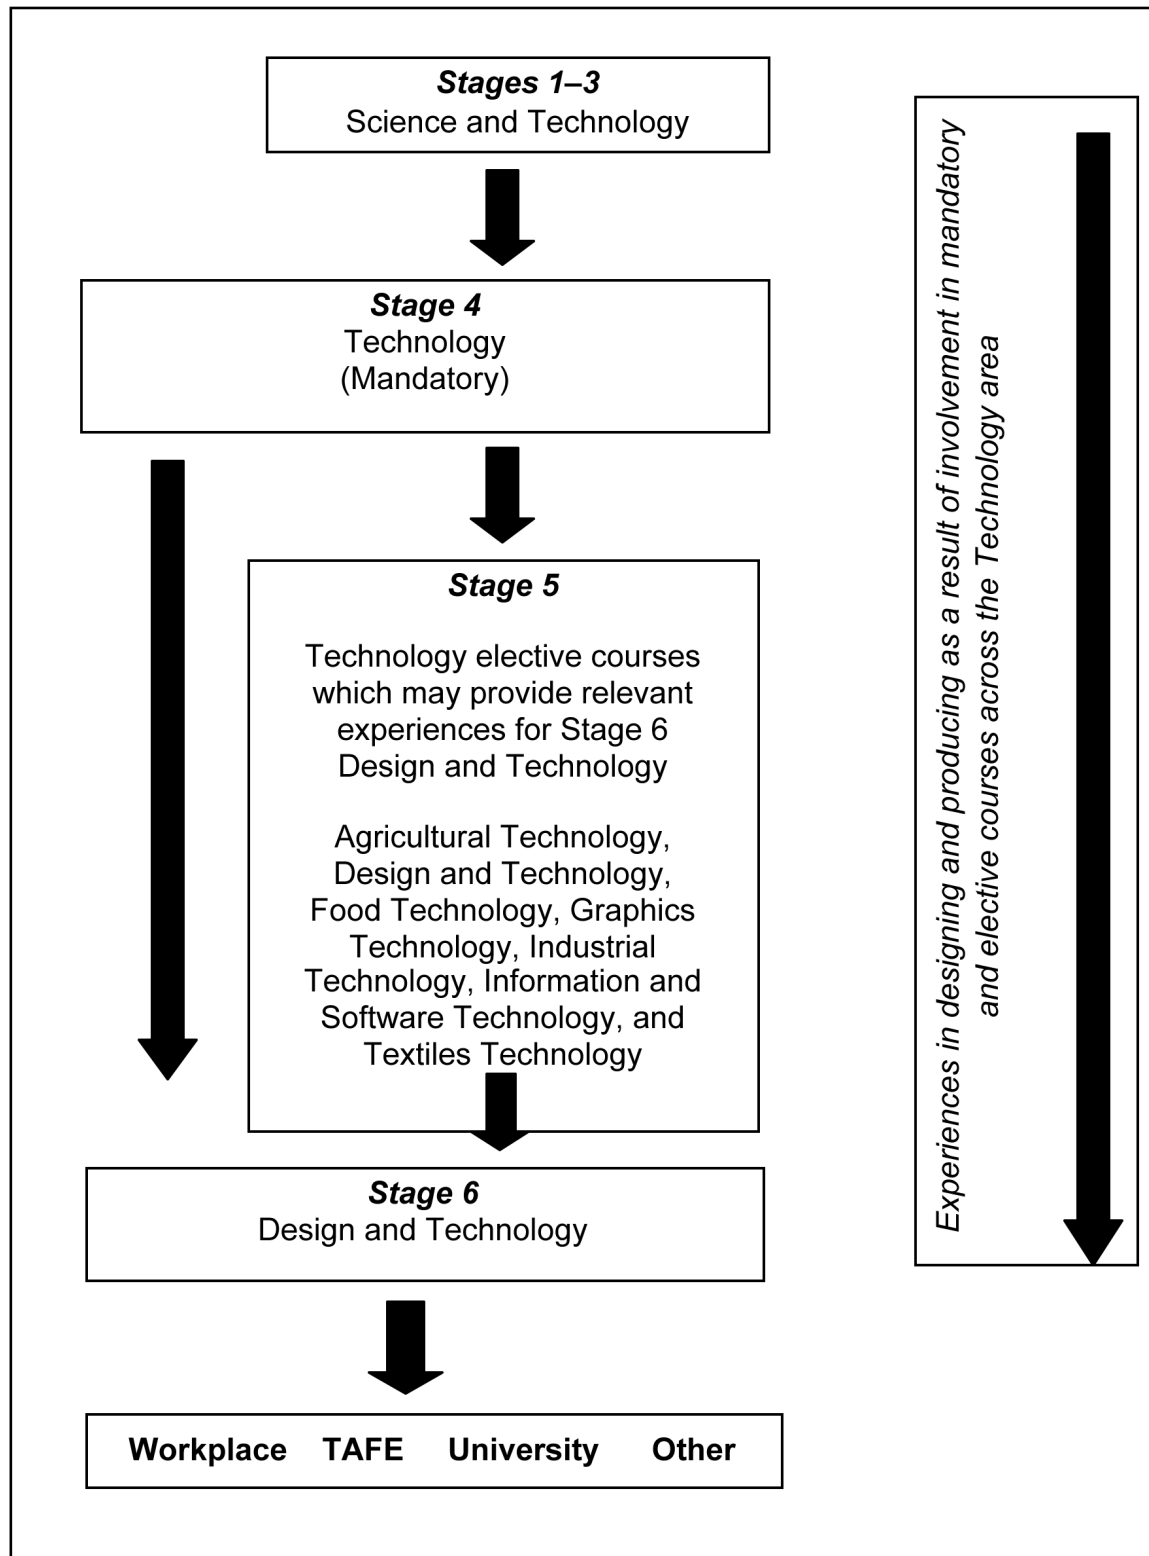 Stages 1–3
Science and Technology
Stage 4
Technology
(Mandatory)
Stage 5
Technology elective courses
which may provide relevant
experiences for Stage 6
Design and Technology
Agricultural Technology,
Design and Technology,
Food Technology, Graphics
Technology, Industrial
Technology, Information and
Software Technology, and
Textiles Technology
Stage 6
Design and Technology
Workplace TAFE University Other
Experiences in designing and producing as a result of involvement in mandatory
and elective courses across the Technology area